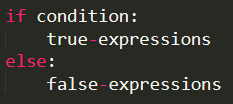 if condition:
    true-expressions
else:
    false-expressions